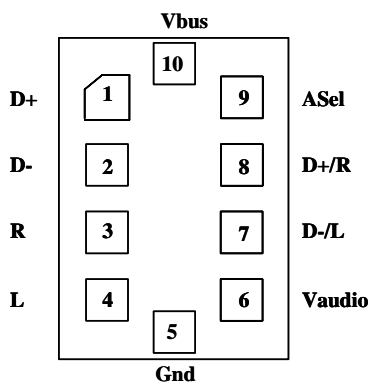 Vbus
10
D+ 1 9 ASel
D- 2 8 D+/R
R 3 7 D-/L
L 4 6 Vaudio
5
Gnd